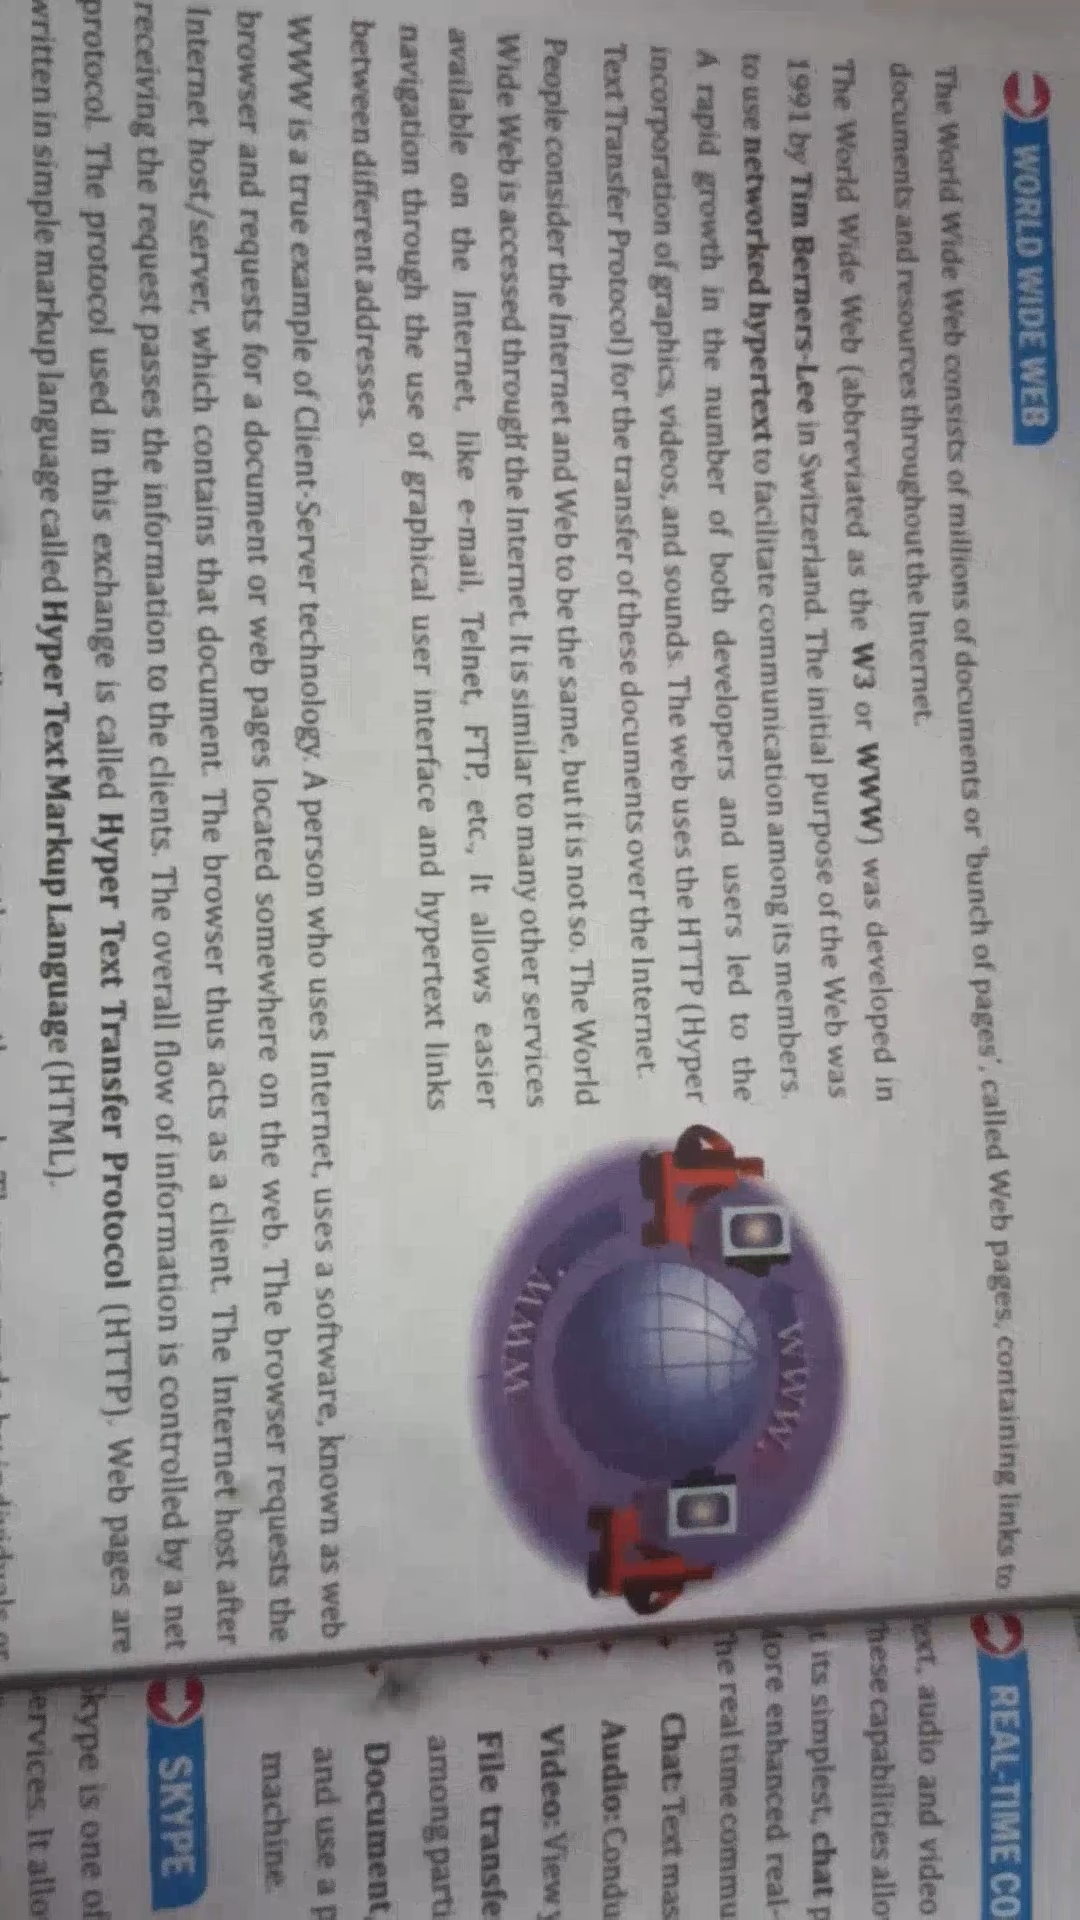 WORLD WIDE WEB
The World Wide Web consists of millions of documents or 'bunch of pages', called Web pages, containing links to
documents and resources throughout the Internet.
The World Wide Web (abbreviated as the W3 or WWW) was developed in
1991 by Tim Berners-Lee in Switzerland. The initial purpose of the Web was
to use networked hypertext to facilitate communication among its members.
A rapid growth in the number of both developers and users led to the
incorporation of graphics, videos, and sounds. The web uses the HTTP (Hyper
Text Transfer Protocol) for the transfer of these documents over the Internet.
People consider the Internet and Web to be the same, but it is not so. The World
Wide Web is accessed through the Internet. It is similar to many other services
available on the Internet, like e-mail, Telnet, FTP, etc., It allows easier
navigation through the use of graphical user interface and hypertext links
between different addresses.
WWW.
WWW.
WWW is a true example of Client-Server technology. A person who uses Internet, uses a software, known as web
browser and requests for a document or web pages located somewhere on the web. The browser requests the
Internet host/server, which contains that document. The browser thus acts as a client. The Internet host after
receiving the request passes the information to the clients. The overall flow of information is controlled by a net
protocol. The protocol used in this exchange is called Hyper Text Transfer Protocol (HTTP). Web pages are
written in simple markup language called Hyper Text Markup Language (HTML).
REAL-TIME CO
ext, audio and video
hese capabilities allo
t its simplest, chat p
ore enhanced real-
he real time commu
Chat: Text mas
Audio: Condu
Video: View y
File transfe
among parti
Document,
and use a p
machine.
SKYPE
kype is one of
ervices. It allo